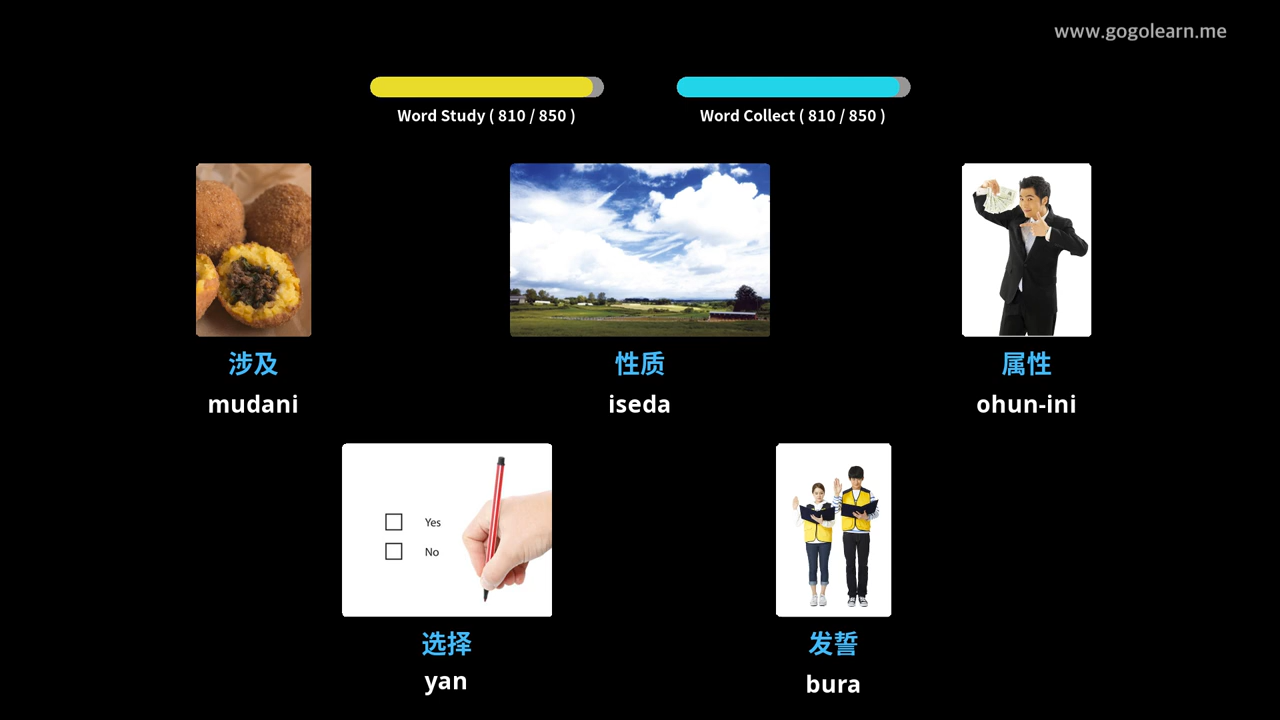 www.gogolearn.me
Word Study ( 810 / 850 )
Word Collect ( 810 / 850 )
涉及
性质
属性
mudani
iseda
ohun-ini
Yes
No
选择
发誓
yan
bura